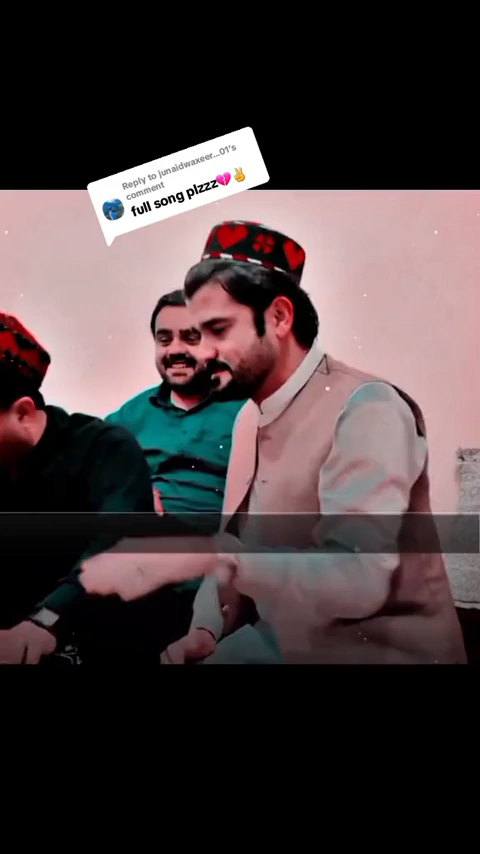 Reply to junaidwaxeer...01's
comment
full song plzzz💔✌️